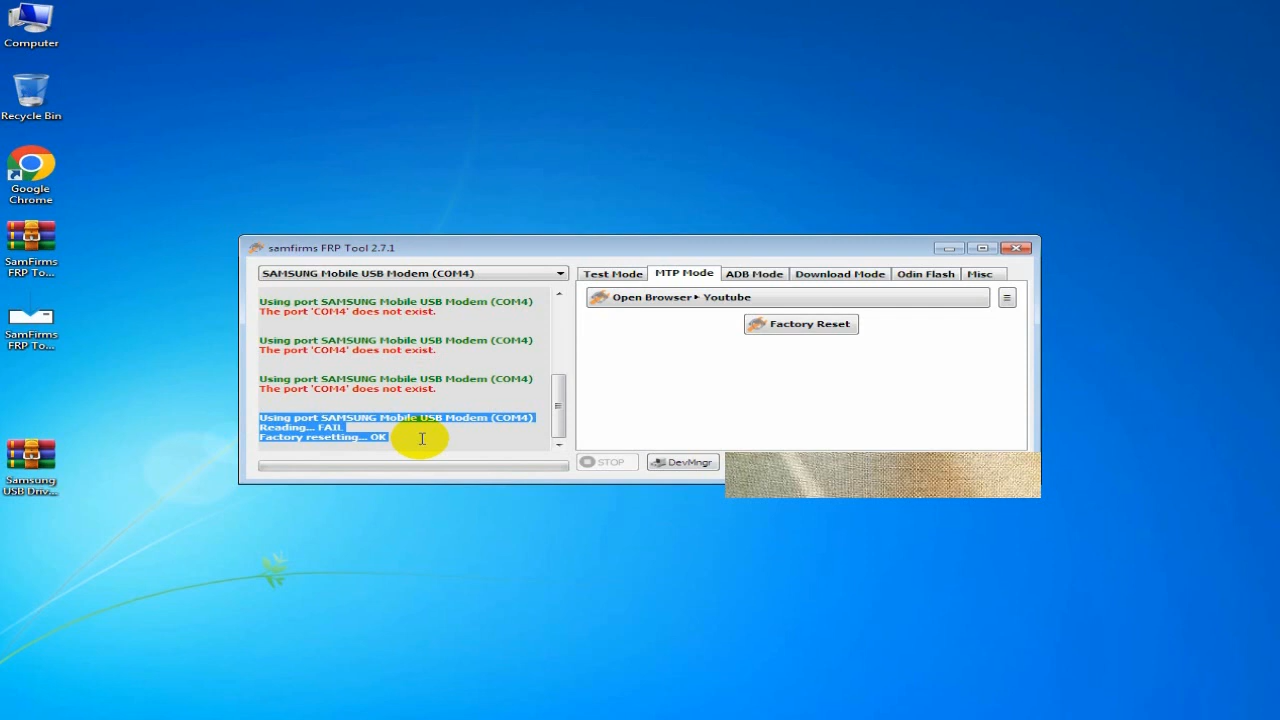 Computer
Recycle Bin
Google
Chrome
SamFirms
FRP To...
SamFirms
FRP To...
Samsung
USB Driv...
samfirms FRP Tool 2.7.1
SAMSUNG Mobile USB Modem (COM4)
Using port SAMSUNG Mobile USB Modem (COM4)
The port 'COM4' does not exist.
Using port SAMSUNG Mobile USB Modem (COM4)
The port 'COM4' does not exist.
Using port SAMSUNG Mobile USB Modem (COM4)
The port 'COM4' does not exist.
Using port SAMSUNG Mobile USB Modem (COM4)
Reading... FAIL
Factory resetting... OK
Test Mode MTP Mode ADB Mode Download Mode Odin Flash Misc
Open Browser ▸ Youtube
Factory Reset
STOP DevMngr